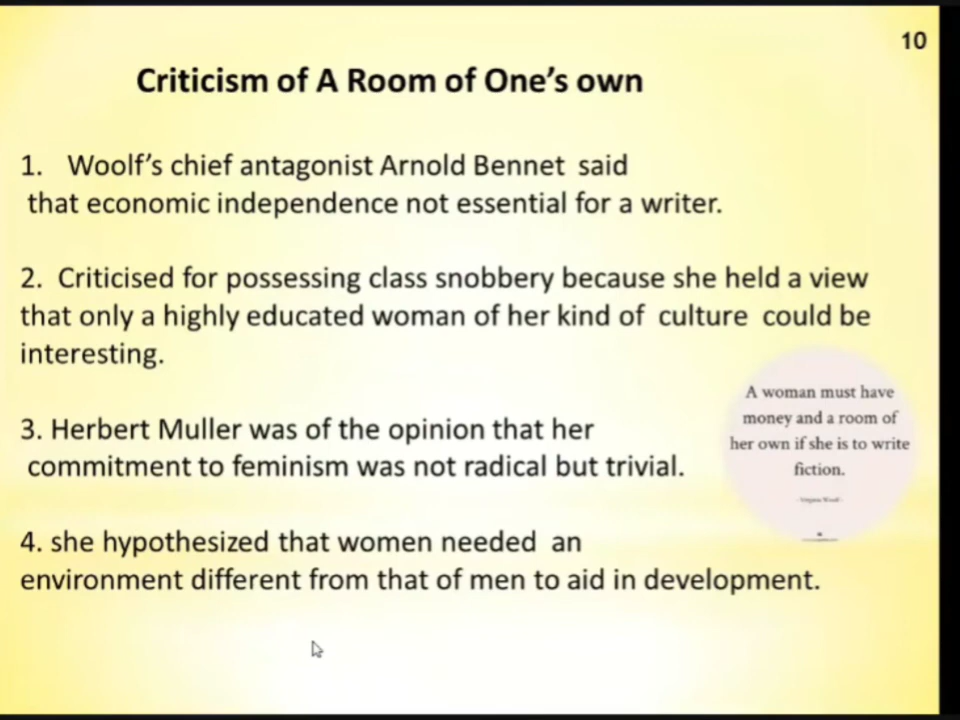 10
Criticism of A Room of One's own
1. Woolf's chief antagonist Arnold Bennet said
that economic independence not essential for a writer.
2. Criticised for possessing class snobbery because she held a view
that only a highly educated woman of her kind of culture could be
interesting.
3. Herbert Muller was of the opinion that her
commitment to feminism was not radical but trivial.
A woman must have
money and a room of
her own if she is to write
fiction.
- Virginia Woolf -
4. she hypothesized that women needed an
environment different from that of men to aid in development.